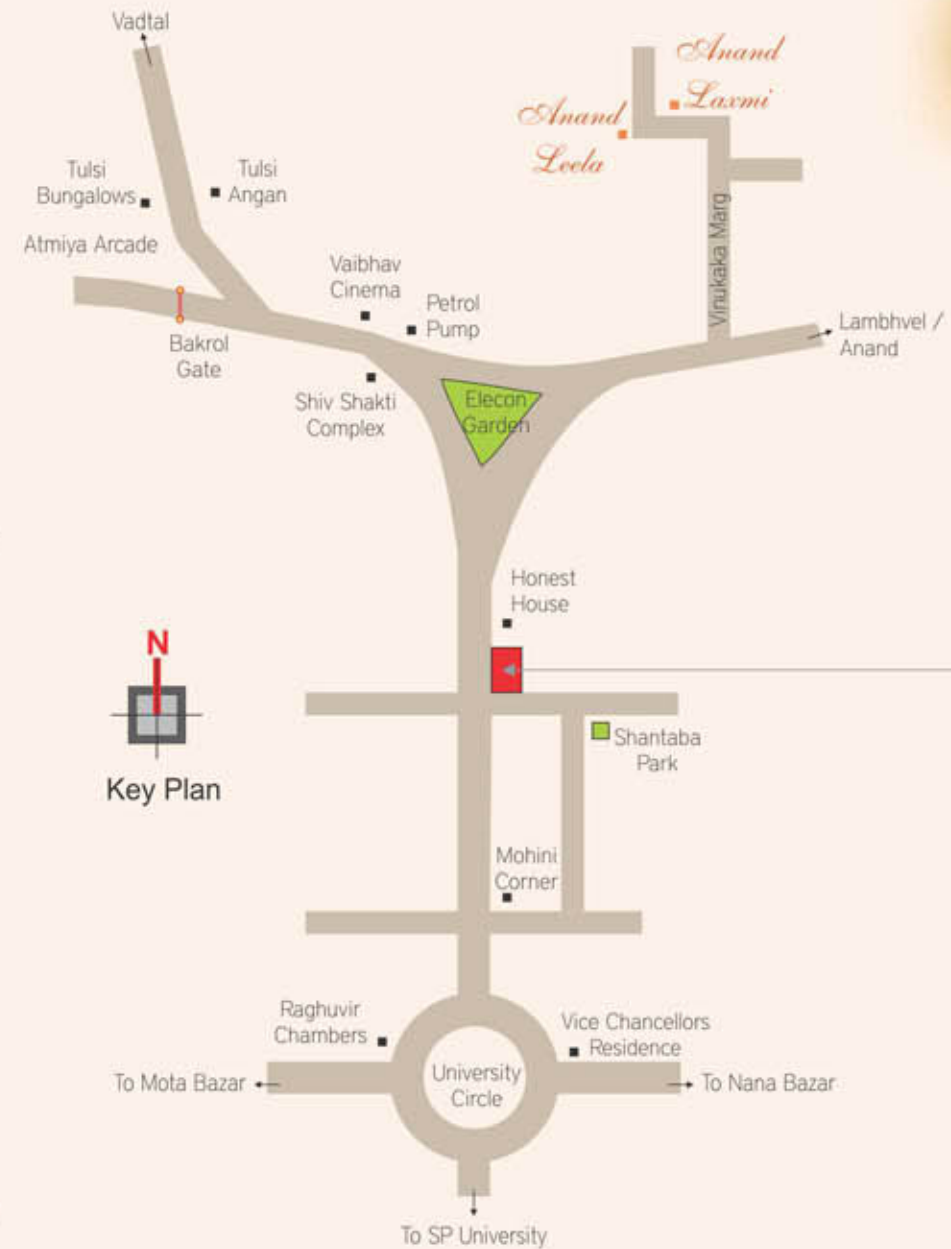 Vadtal
Anand
Laxmi
Anand
Leela
Tulsi
Bungalows
Tulsi
Angan
Atmiya Arcade
Vinukaka Marg
Vaibhav
Cinema
Petrol
Pump
Lambhvel /
Anand
Bakrol
Gate
Shiv Shakti
Complex
Elecon
Garden
Honest
House
N
Key Plan
Shantaba
Park
Mohini
Corner
Raghuvir
Chambers
Vice Chancellors
Residence
To Mota Bazar
University
Circle
To Nana Bazar
To SP University